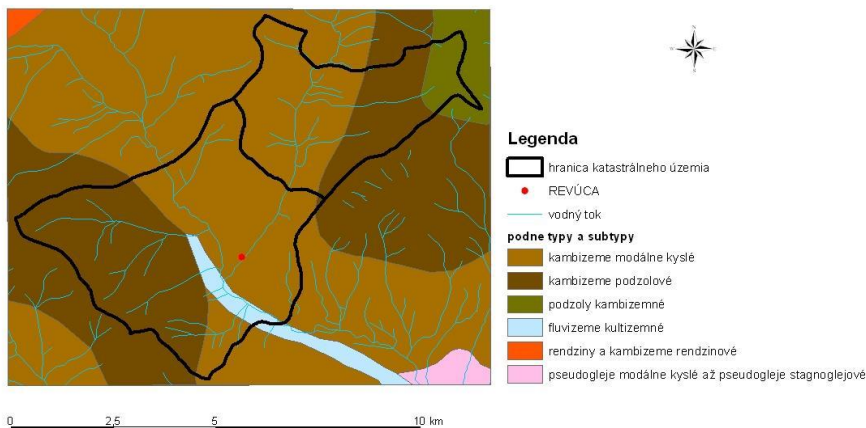 Legenda
hranica katastrálneho územia
REVÚCA
vodný tok
podne typy a subtypy
kambizeme modálne kyslé
kambizeme podzolové
podzoly kambizemné
fluvizeme kultizemné
rendziny a kambizeme rendzinové
pseudogleje modálne kyslé až pseudogleje stagnoglejové
0 2,5 5 10 km